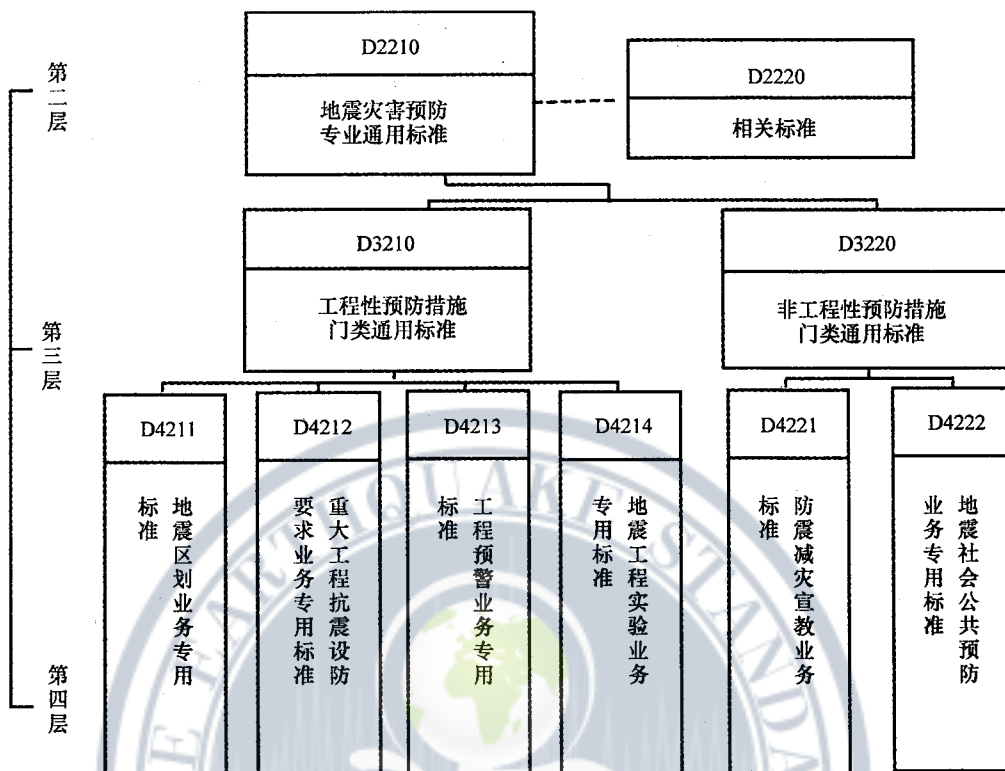 第二层
D2210
地震灾害预防
专业通用标准
D2220
相关标准
第三层
D3210
工程性预防措施
门类通用标准
D3220
非工程性预防措施
门类通用标准
第四层
D4211
地震区划业务专用
标准
D4212
重大工程抗震设防
要求业务专用标准
D4213
工程预警业务专用
标准
D4214
地震工程实验业务
专用标准
D4221
防震减灾宣教业务
标准
D4222
地震社会公共预防
业务专用标准
EARTHQUAKE STANDA